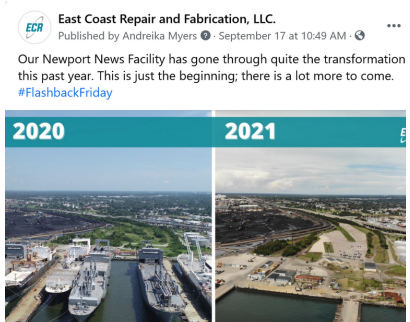 ECR
East Coast Repair and Fabrication, LLC.
Published by Andreika Myers · September 17 at 10:49 AM ·
Our Newport News Facility has gone through quite the transformation
this past year. This is just the beginning; there is a lot more to come.
#FlashbackFriday
2020
2021